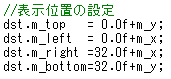 //表示位置の設定
dst.m_top   = 0.0f+m_y;
dst.m_left  = 0.0f+m_x;
dst.m_right =32.0f+m_x;
dst.m_bottom=32.0f+m_y;